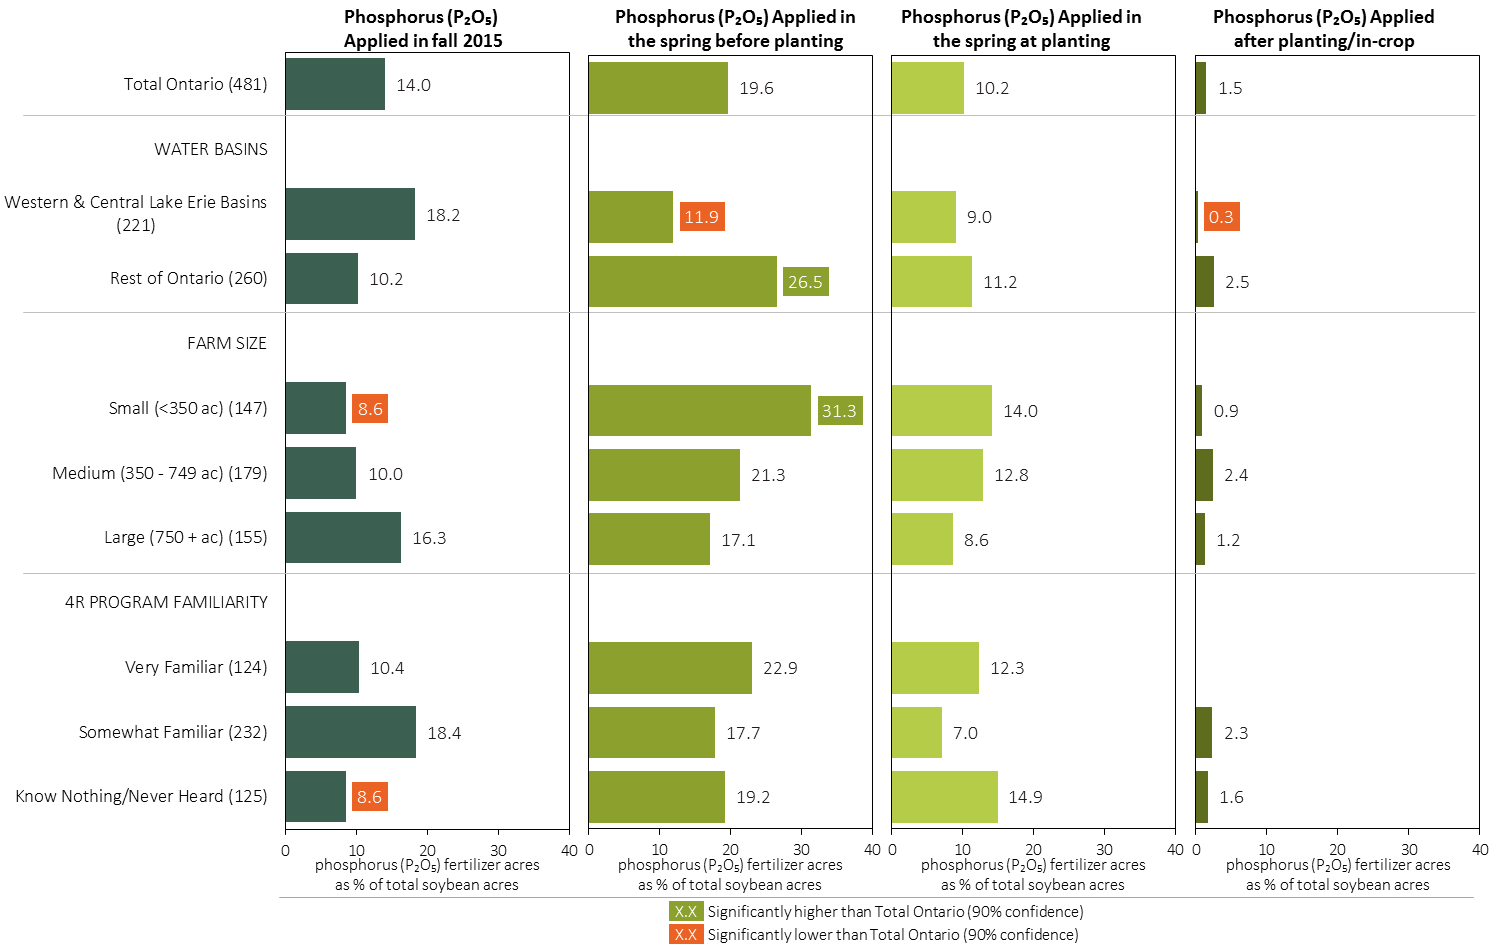 Phosphorus (P₂O₅)
Applied in fall 2015
Phosphorus (P₂O₅) Applied in
the spring before planting
Phosphorus (P₂O₅) Applied in
the spring at planting
Phosphorus (P₂O₅) Applied
after planting/in-crop
Total Ontario (481) 14.0 19.6 10.2 1.5
WATER BASINS
Western & Central Lake Erie Basins
(221) 18.2 11.9 9.0 0.3
Rest of Ontario (260) 10.2 26.5 11.2 2.5
FARM SIZE
Small (<350 ac) (147) 8.6 31.3 14.0 0.9
Medium (350 - 749 ac) (179) 10.0 21.3 12.8 2.4
Large (750 + ac) (155) 16.3 17.1 8.6 1.2
4R PROGRAM FAMILIARITY
Very Familiar (124) 10.4 22.9 12.3
Somewhat Familiar (232) 18.4 17.7 7.0 2.3
Know Nothing/Never Heard (125) 8.6 19.2 14.9 1.6
0 10 20 30 40 0 10 20 30 40 0 10 20 30 40 0 10 20 30 40
phosphorus (P₂O₅) fertilizer acres
as % of total soybean acres
phosphorus (P₂O₅) fertilizer acres
as % of total soybean acres
phosphorus (P₂O₅) fertilizer acres
as % of total soybean acres
phosphorus (P₂O₅) fertilizer acres
as % of total soybean acres
X.X Significantly higher than Total Ontario (90% confidence)
X.X Significantly lower than Total Ontario (90% confidence)